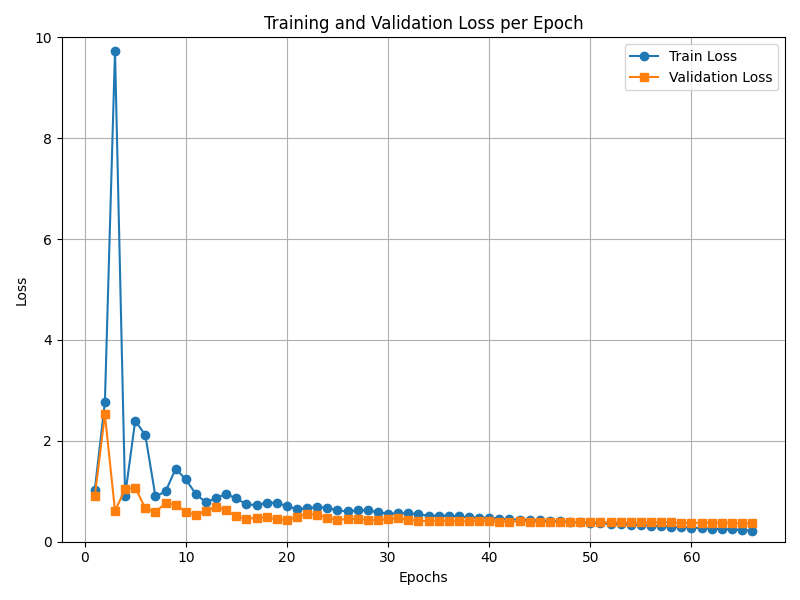 Training and Validation Loss per Epoch
Train Loss
Validation Loss
Loss
10
8
6
4
2
0
0 10 20 30 40 50 60
Epochs